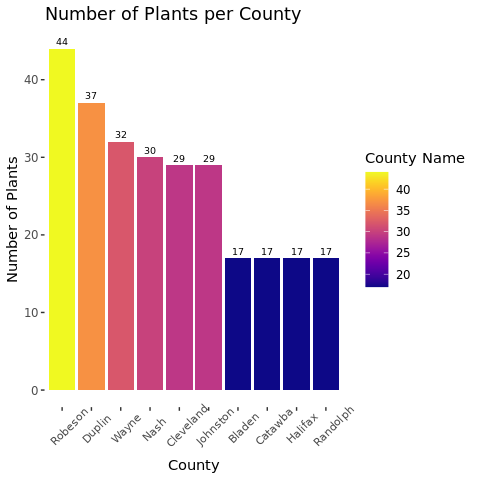 Number of Plants per County
Number of Plants
40
30
20
10
0
44
37
32
30
29
29
17
17
17
17
Robeson
Duplin
Wayne
Nash
Cleveland
Johnston
Bladen
Catawba
Halifax
Randolph
County
County Name
40
35
30
25
20